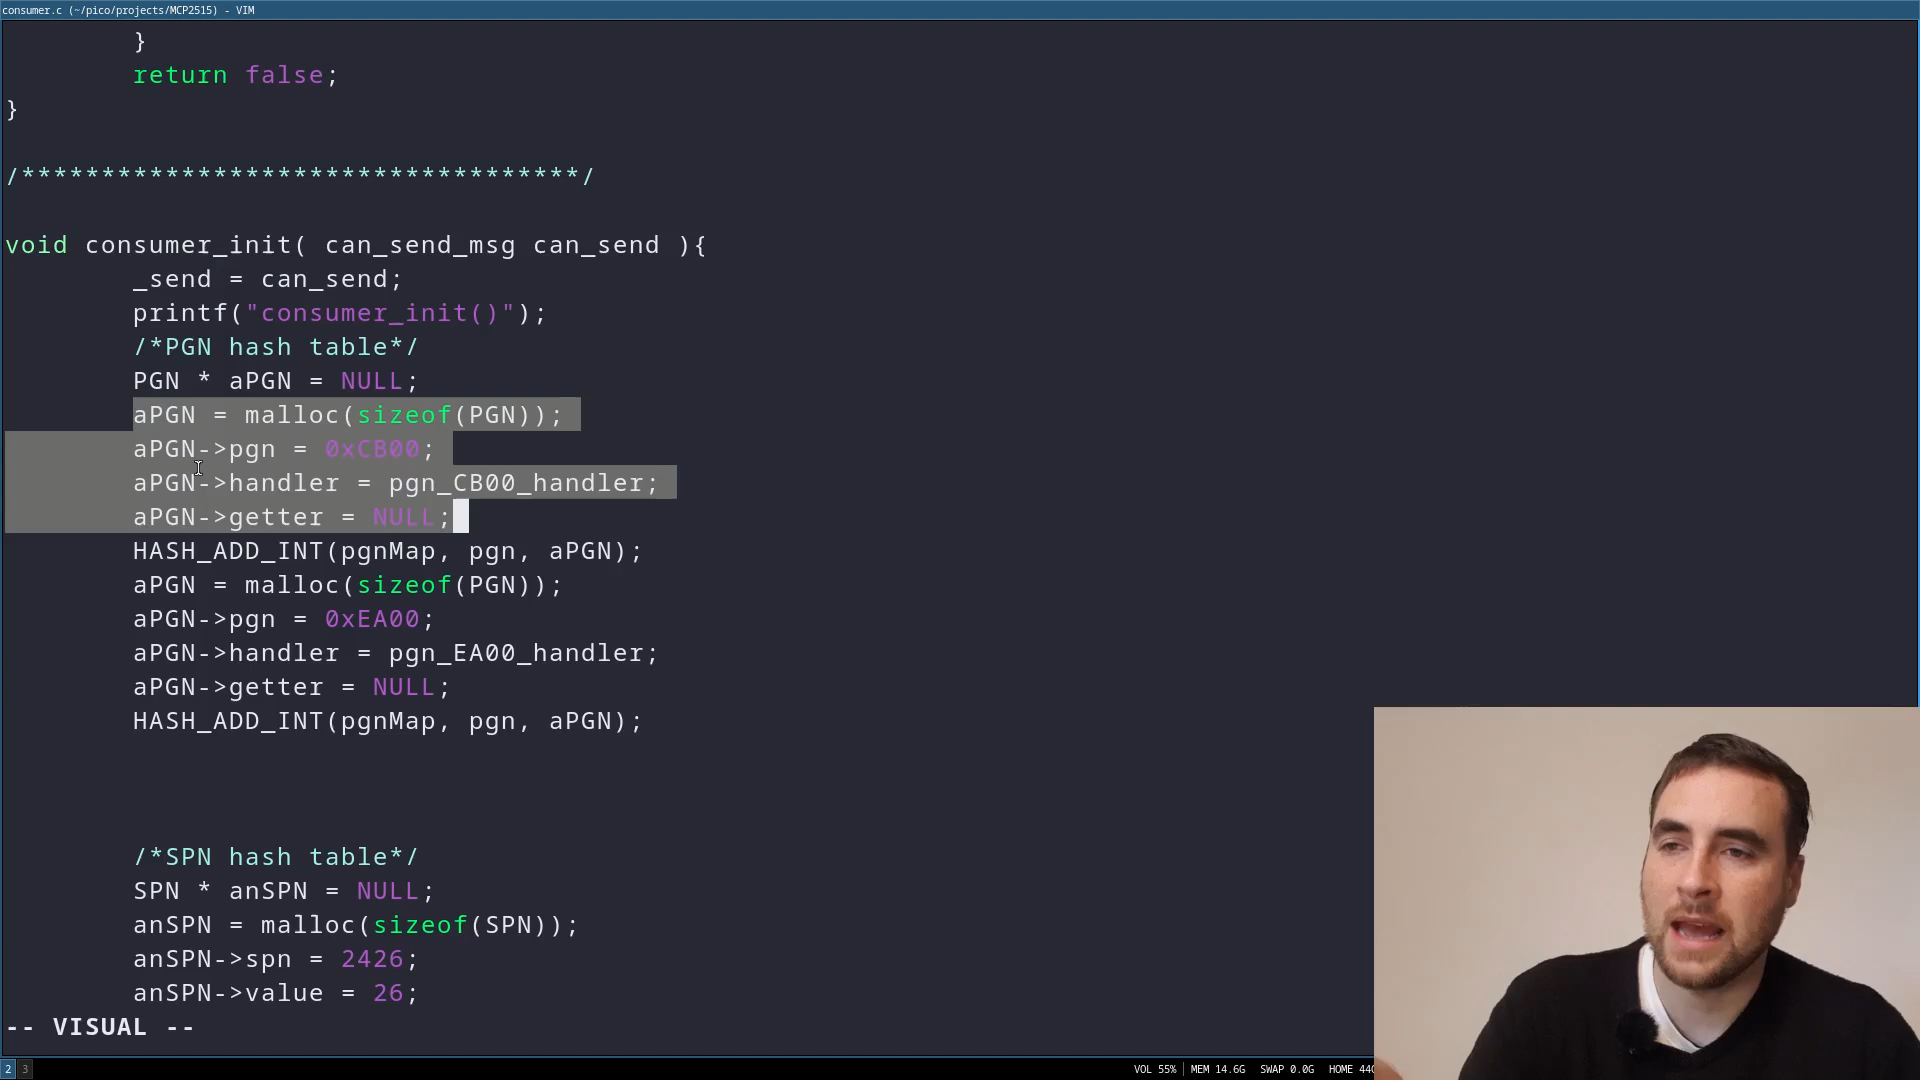 consumer.c (~/pico/projects/MCP2515) - VIM
}
return false;
}
/***********************************/
void consumer_init( can_send_msg can_send ){
_send = can_send;
printf("consumer_init()");
/*PGN hash table*/
PGN * aPGN = NULL;
aPGN = malloc(sizeof(PGN));
aPGN->pgn = 0xCB00;
aPGN->handler = pgn_CB00_handler;
aPGN->getter = NULL;
HASH_ADD_INT(pgnMap, pgn, aPGN);
aPGN = malloc(sizeof(PGN));
aPGN->pgn = 0xEA00;
aPGN->handler = pgn_EA00_handler;
aPGN->getter = NULL;
HASH_ADD_INT(pgnMap, pgn, aPGN);
/*SPN hash table*/
SPN * anSPN = NULL;
anSPN = malloc(sizeof(SPN));
anSPN->spn = 2426;
anSPN->value = 26;
-- VISUAL --
2 3 VOL 55% MEM 14.6G SWAP 0.0G HOME